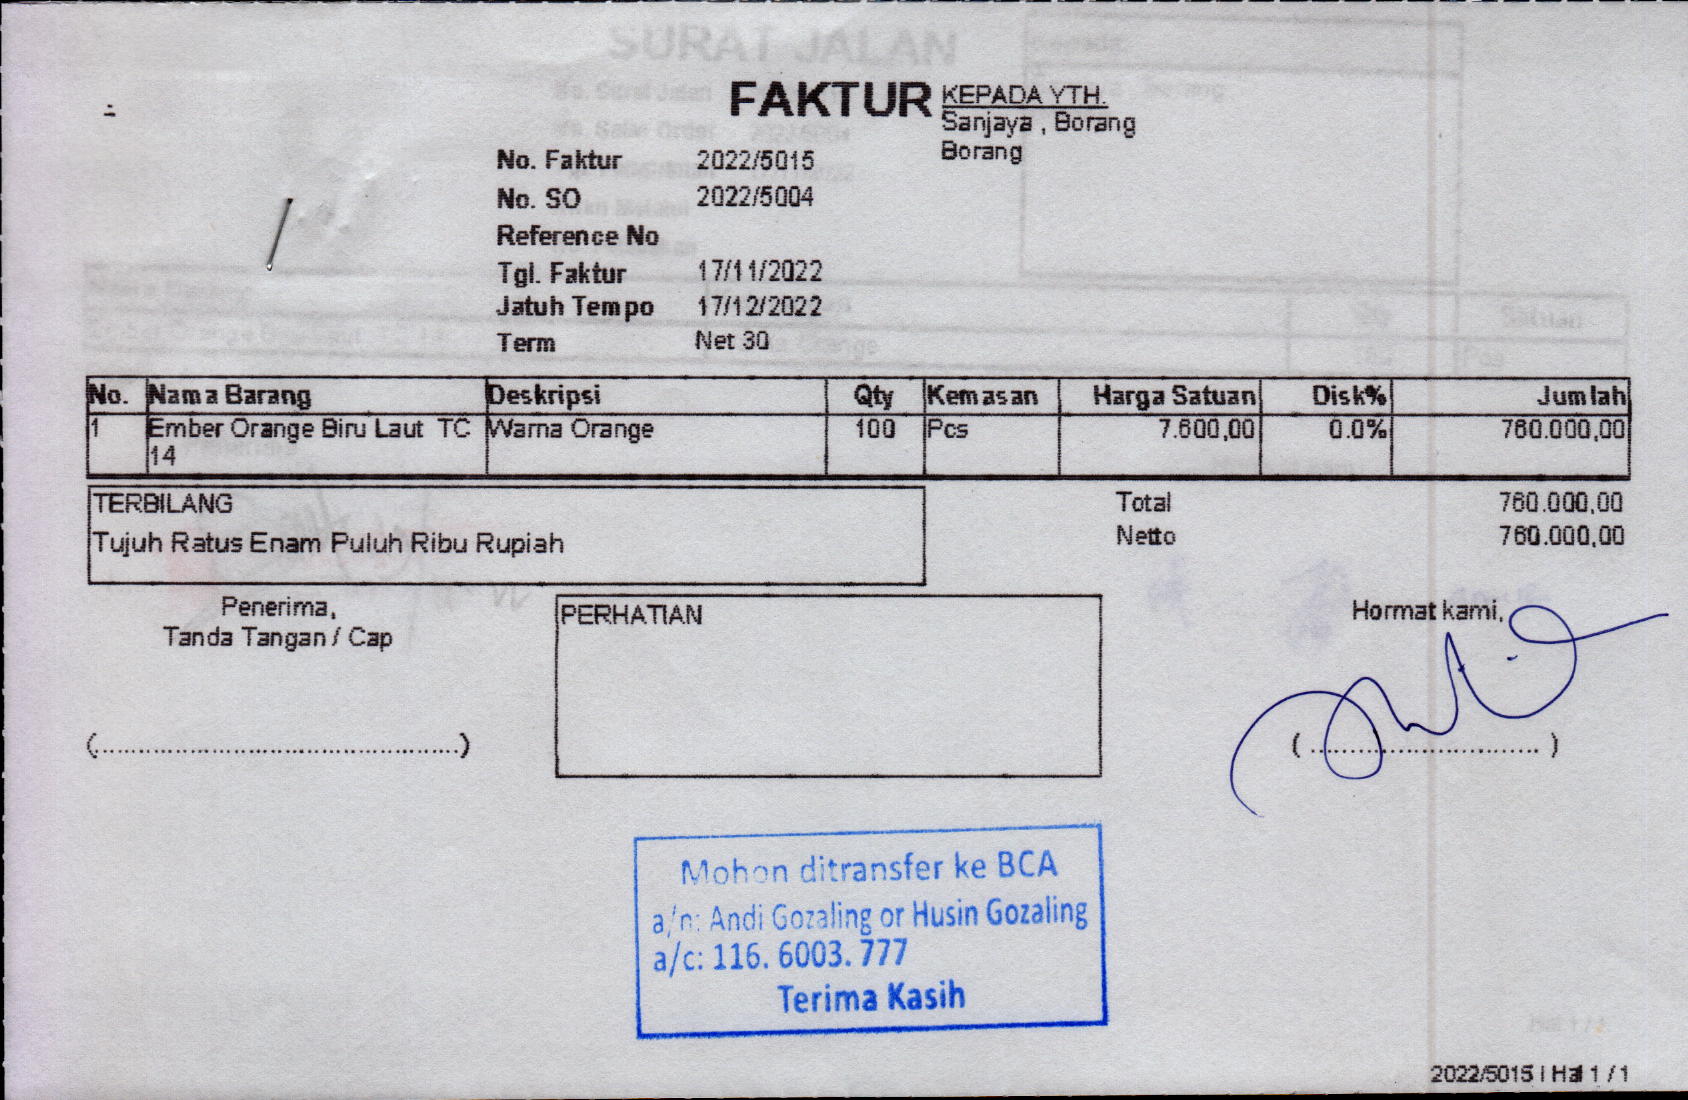 FAKTUR
KEPADA YTH.
Sanjaya , Borang
Borang
No. Faktur 2022/5015
No. SO 2022/5004
Reference No
Tgl. Faktur 17/11/2022
Jatuh Tempo 17/12/2022
Term Net 30
No. Nama Barang Deskripsi Qty Kemasan Harga Satuan Disk% Jumlah
1 Ember Orange Biru Laut TC Warna Orange 100 Pcs 7.600,00 0.0% 760.000,00
14
TERBILANG
Tujuh Ratus Enam Puluh Ribu Rupiah
Total 760.000,00
Netto 760.000,00
Penerima,
Tanda Tangan / Cap
(............................................)
PERHATIAN
Hormat kami,
(............................)
Mohon ditransfer ke BCA
a/n: Andi Gozaling or Husin Gozaling
a/c: 116. 6003. 777
Terima Kasih
2022/5015 | Hal 1 / 1
SURAT JALAN